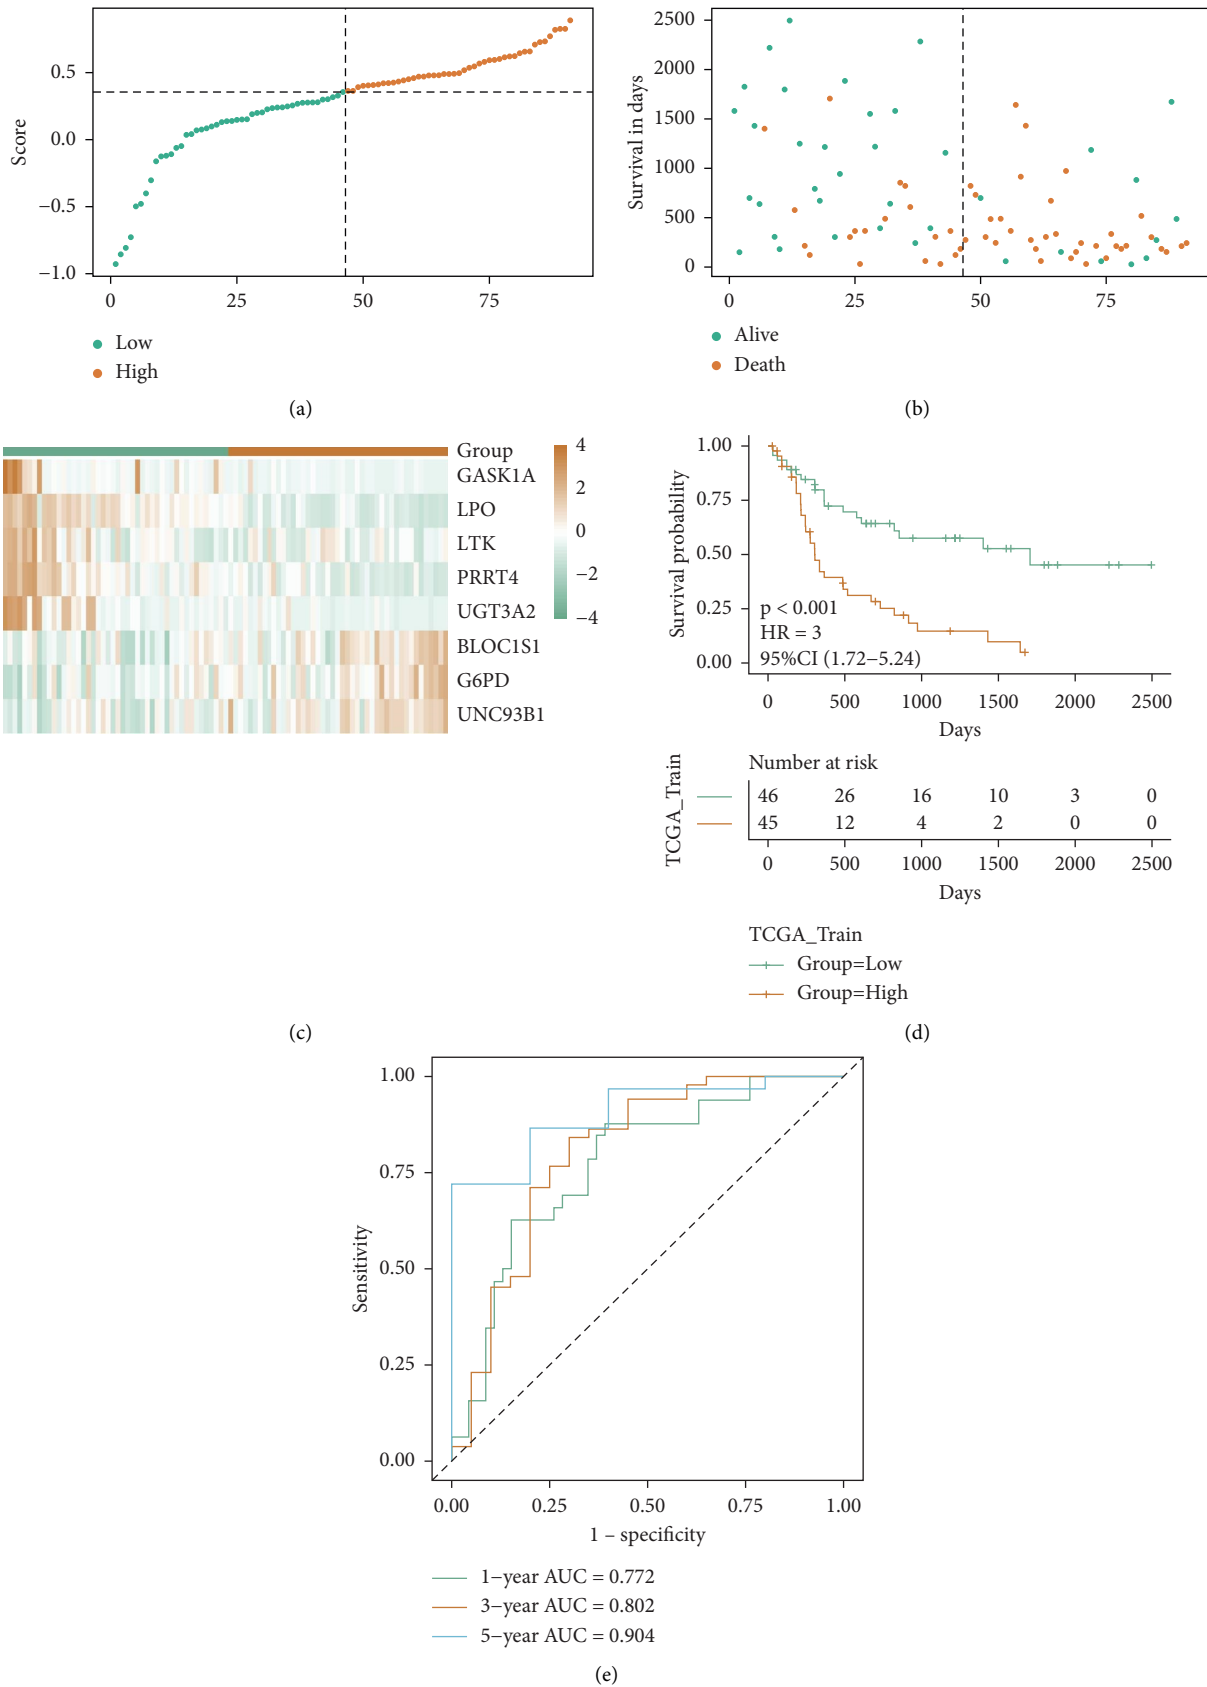 0.5
0.0
−0.5
−1.0
Score
0 25 50 75
Low
High
(a)
2500
2000
1500
1000
500
0
Survival in days
0 25 50 75
Alive
Death
(b)
Group
GASK1A
LPO
LTK
PRRT4
UGT3A2
BLOC1S1
G6PD
UNC93B1
4
2
0
−2
−4
(c)
1.00
0.75
0.50
0.25
0.00
Survival probability
p < 0.001
HR = 3
95%CI (1.72−5.24)
0 500 1000 1500 2000 2500
Days
Number at risk
TCGA_Train
46 26 16 10 3 0
45 12 4 2 0 0
0 500 1000 1500 2000 2500
Days
TCGA_Train
Group=Low
Group=High
(d)
1.00
0.75
0.50
0.25
0.00
Sensitivity
0.00 0.25 0.50 0.75 1.00
1 − specificity
1−year AUC = 0.772
3−year AUC = 0.802
5−year AUC = 0.904
(e)